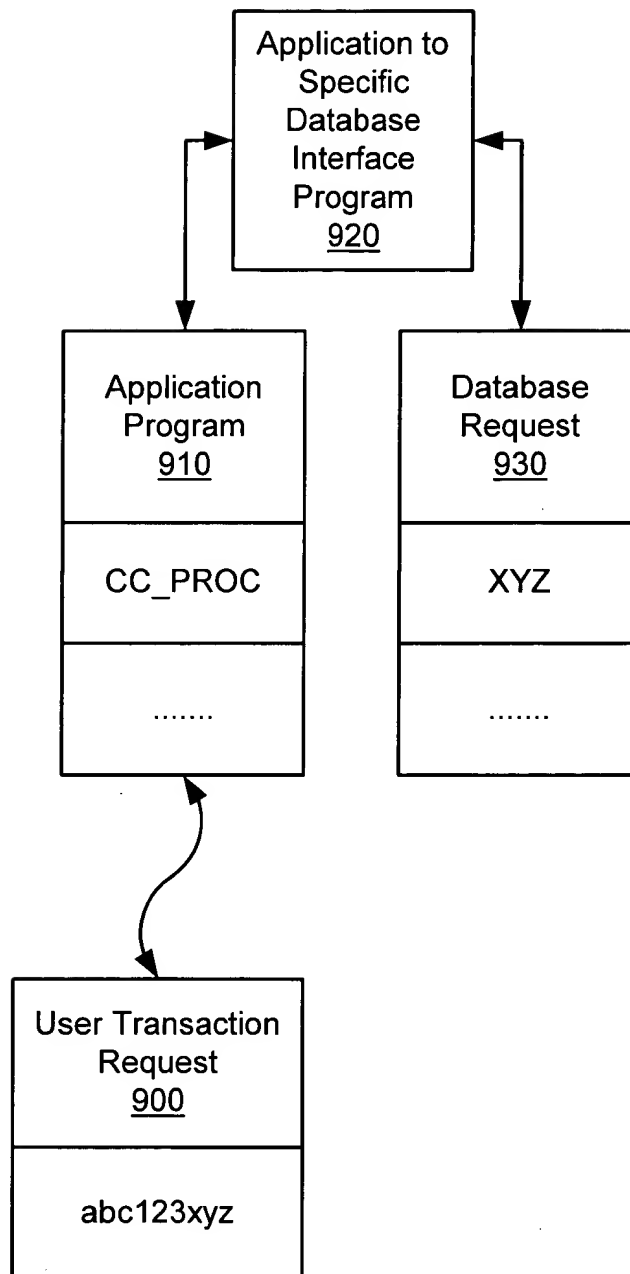 Application to
Specific
Database
Interface
Program
920
Application
Program
910
CC_PROC
.......
Database
Request
930
XYZ
.......
User Transaction
Request
900
abc123xyz